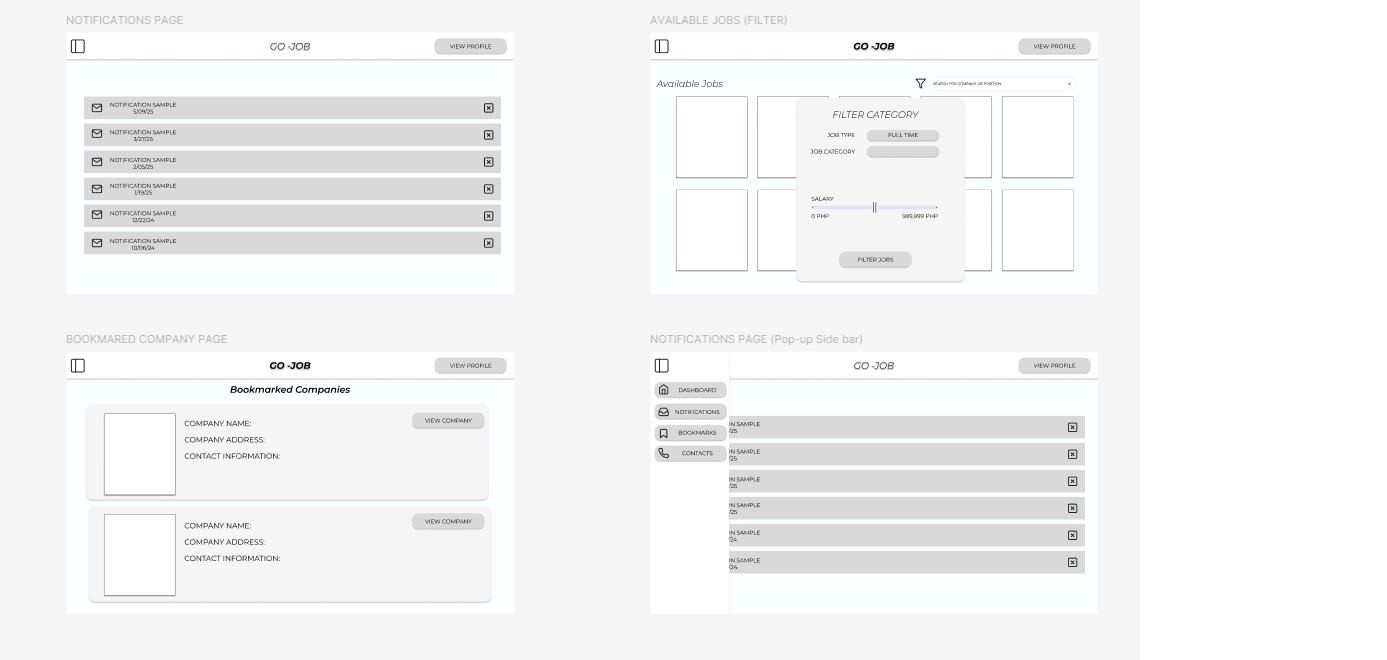 NOTIFICATIONS PAGE
GO -JOB
VIEW PROFILE
NOTIFICATION SAMPLE
5/09/25
NOTIFICATION SAMPLE
3/27/25
NOTIFICATION SAMPLE
2/05/25
NOTIFICATION SAMPLE
1/19/25
NOTIFICATION SAMPLE
12/22/24
NOTIFICATION SAMPLE
10/06/24
AVAILABLE JOBS (FILTER)
GO -JOB
VIEW PROFILE
Available Jobs
SEARCH FOR COMPANY OR POSITION
FILTER CATEGORY
JOB TYPE FULL TIME
JOB CATEGORY
SALARY
0 PHP 989,999 PHP
FILTER JOBS
BOOKMARED COMPANY PAGE
GO -JOB
VIEW PROFILE
Bookmarked Companies
COMPANY NAME:
VIEW COMPANY
COMPANY ADDRESS:
CONTACT INFORMATION:
COMPANY NAME:
VIEW COMPANY
COMPANY ADDRESS:
CONTACT INFORMATION:
NOTIFICATIONS PAGE (Pop-up Side bar)
GO -JOB
VIEW PROFILE
DASHBOARD
NOTIFICATIONS
BOOKMARKS
CONTACTS
N SAMPLE
/25
N SAMPLE
/25
N SAMPLE
/25
N SAMPLE
/25
N SAMPLE
/24
N SAMPLE
/24